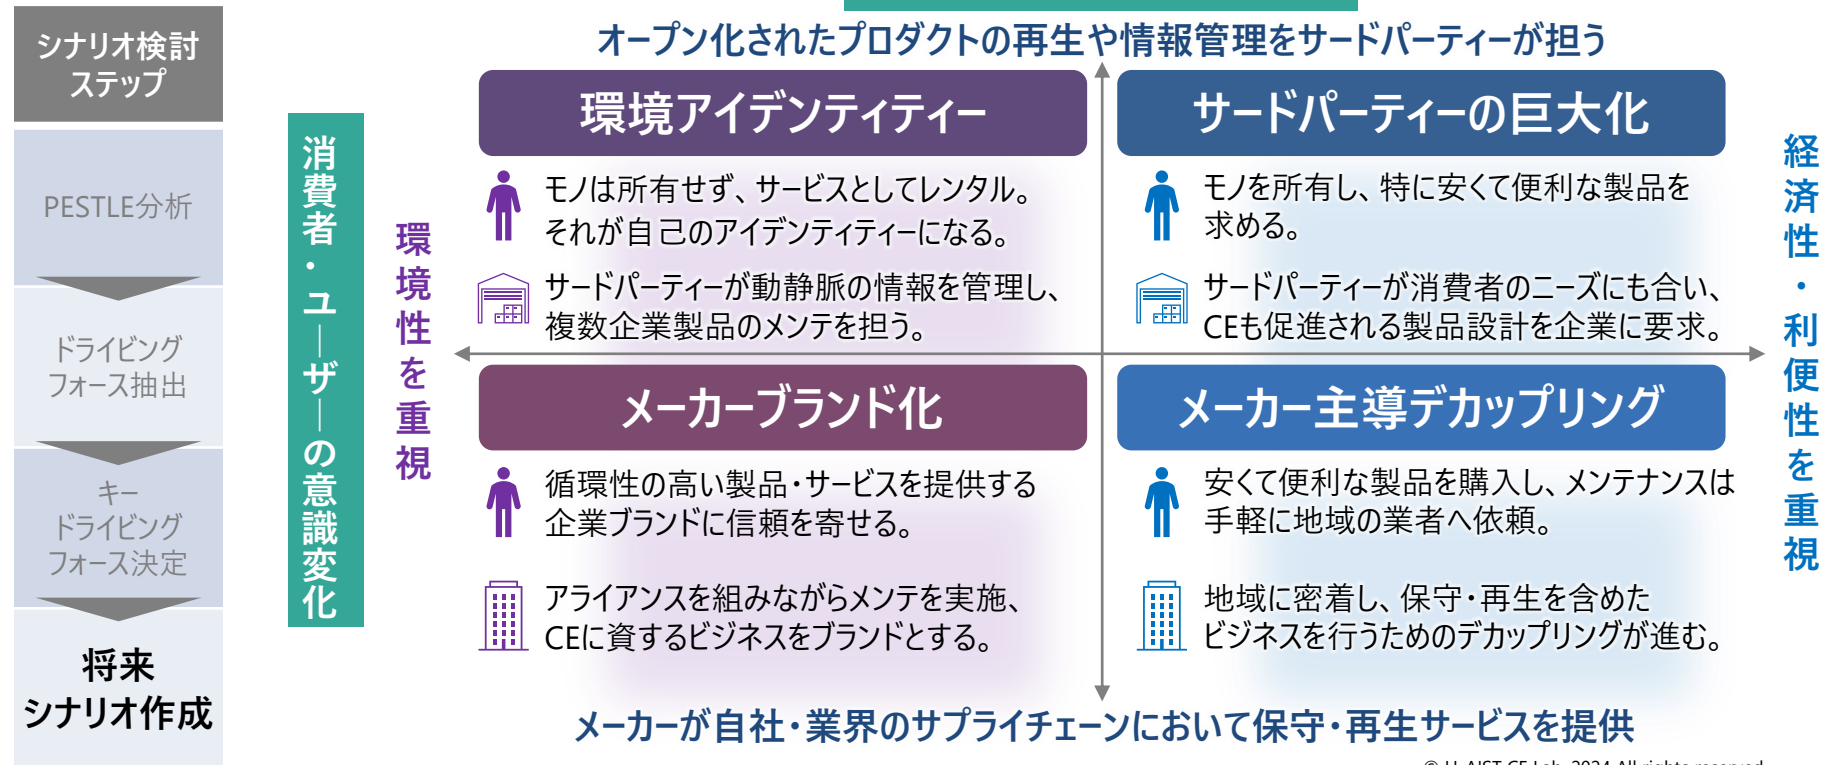 シナリオ検討
ステップ
PESTLE分析
ドライビング
フォース抽出
キー
ドライビング
フォース決定
将来
シナリオ作成
消費者・ユーザーの意識変化
オープン化されたプロダクトの再生や情報管理をサードパーティーが担う
環境性を重視
環境アイデンティティー
モノは所有せず、サービスとしてレンタル。
それが自己のアイデンティティーになる。
サードパーティーが動静脈の情報を管理し、
複数企業製品のメンテを担う。
サードパーティーの巨大化
モノを所有し、特に安くて便利な製品を
求める。
サードパーティーが消費者のニーズにも合い、
CEも促進される製品設計を企業に要求。
メーカーブランド化
循環性の高い製品・サービスを提供する
企業ブランドに信頼を寄せる。
アライアンスを組みながらメンテを実施、
CEに資するビジネスをブランドとする。
メーカー主導デカップリング
安くて便利な製品を購入し、メンテナンスは
手軽に地域の業者へ依頼。
地域に密着し、保守・再生を含めた
ビジネスを行うためのデカップリングが進む。
経済性・利便性を重視
メーカーが自社・業界のサプライチェーンにおいて保守・再生サービスを提供
© H-AIST CE Lab. 2024 All rights reserved